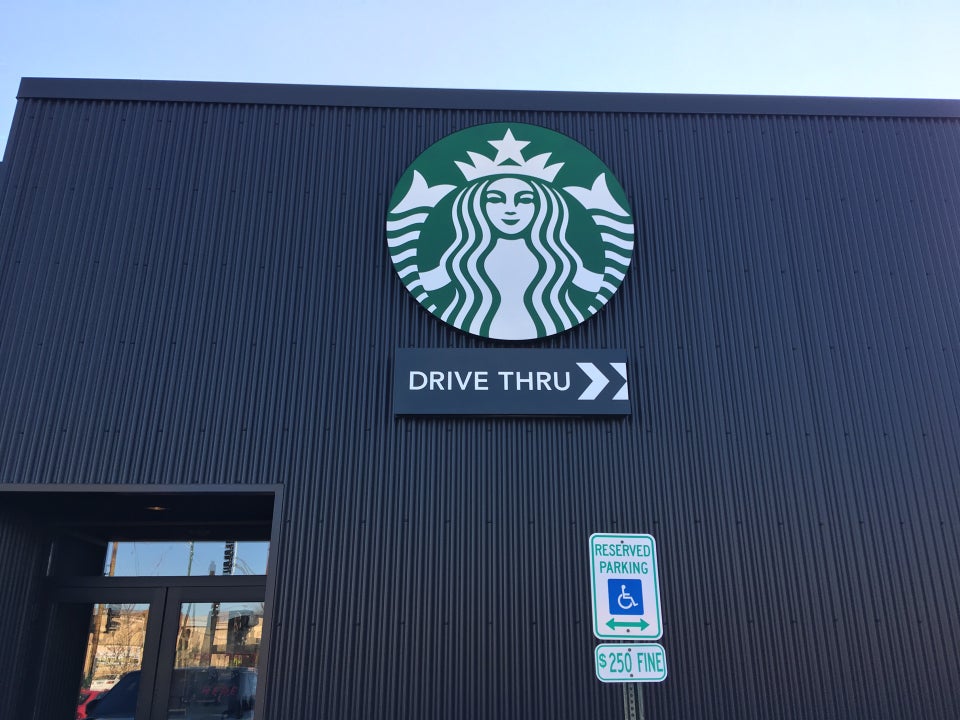 DRIVE THRU
RESERVED
PARKING
$250 FINE